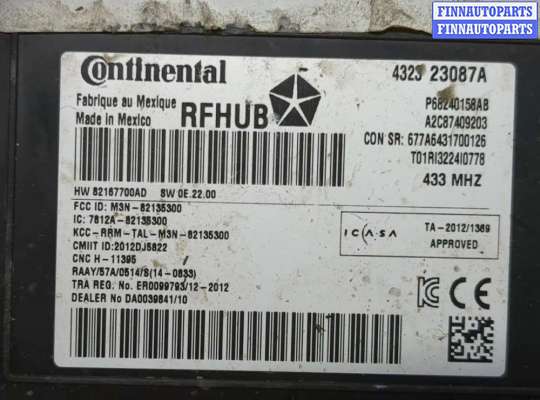 FINNAUTOPARTS
FINNAUTOPARTS
Continental
4323 23087A
Fabrique au Mexique
Made in Mexico
RFHUB
P68240158AB
A2C87409203
CON SR: 677A6431700126
T01RI3224I0778
433 MHZ
HW 82167700AD SW 0E.22.00
FCC ID: M3N-82135300
IC: 7812A-82135300
KCC-RRM-TAL-M3N-82135300
CMIIT ID:2012DJ5822
CNC H-11395
RAAY/57A/0514/S(14-0833)
TRA REG. No. ER0099793/12-2012
DEALER No DA0039841/10
ICASA
TA-2012/1369
APPROVED
CE
FINNAUTOPARTS
FINNAUTOPARTS